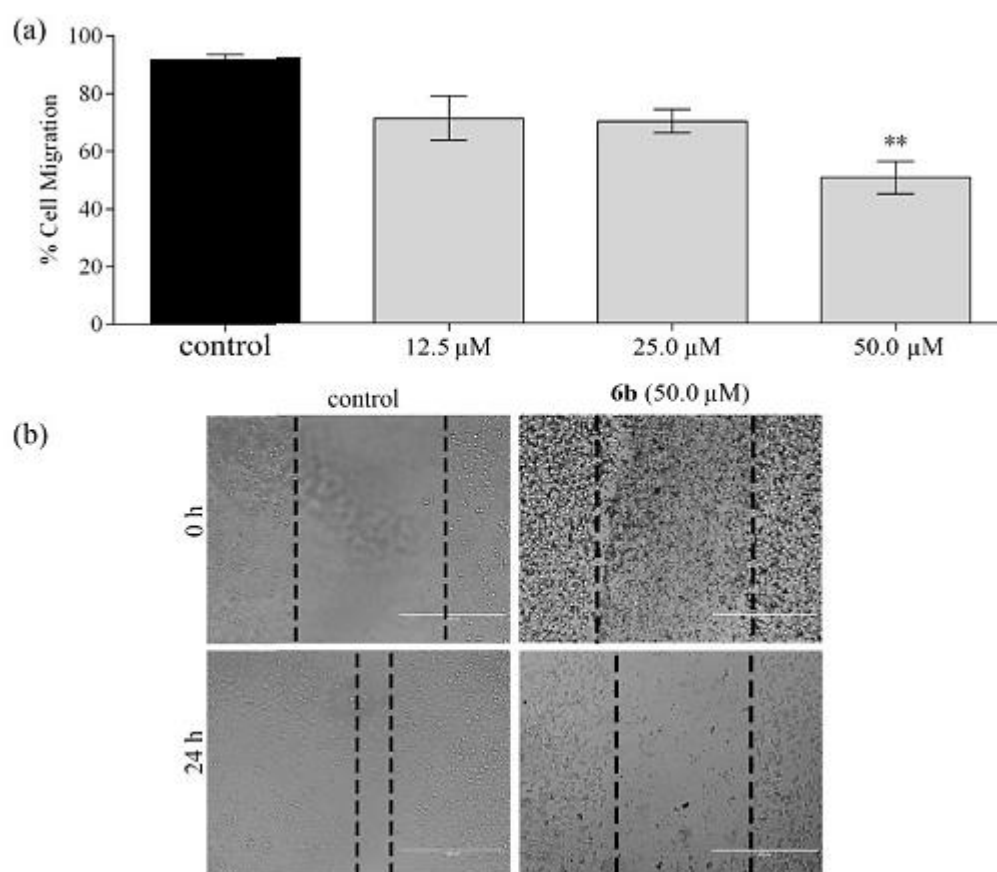 (a)
% Cell Migration
100
80
60
40
20
0
**
control
12.5 µM
25.0 µM
50.0 µM
(b)
control
6b (50.0 µM)
0 h
24 h